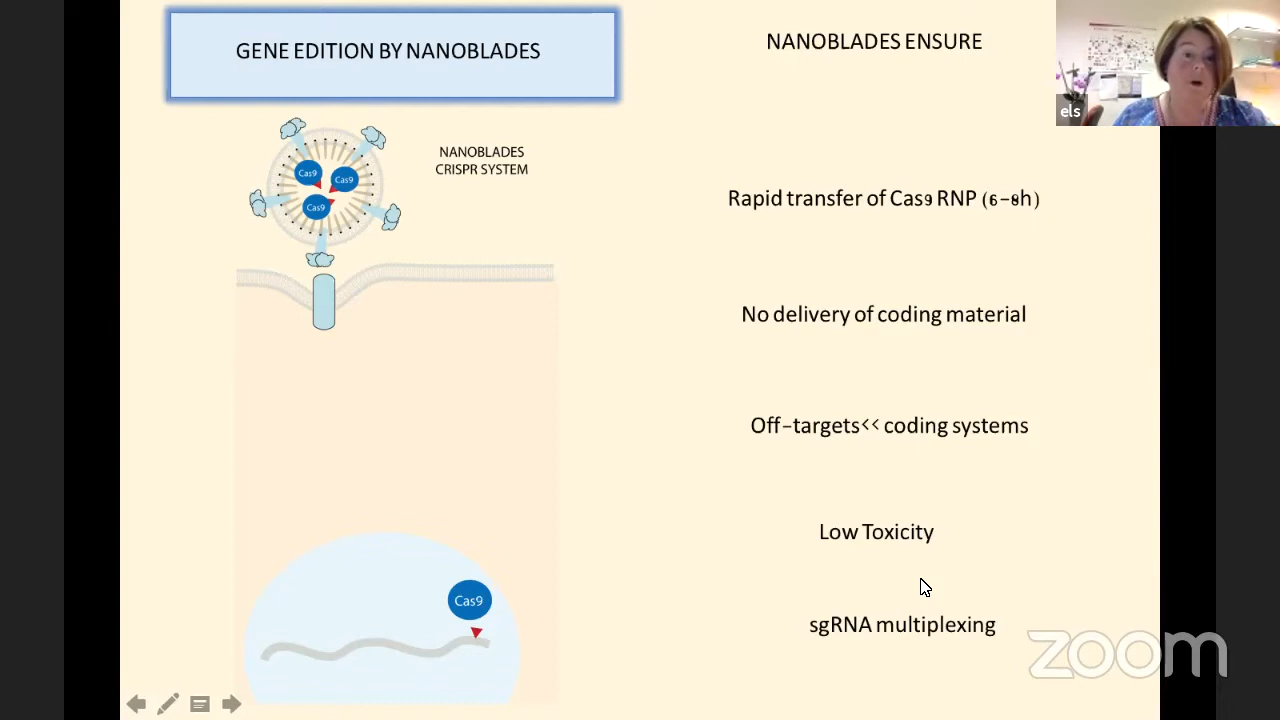 GENE EDITION BY NANOBLADES
NANOBLADES ENSURE
els
NANOBLADES
CRISPR SYSTEM
Cas9
Cas9
Cas9
Rapid transfer of Cas9 RNP (6-8h)
No delivery of coding material
Off-targets<< coding systems
Low Toxicity
Cas9
sgRNA multiplexing
zoom